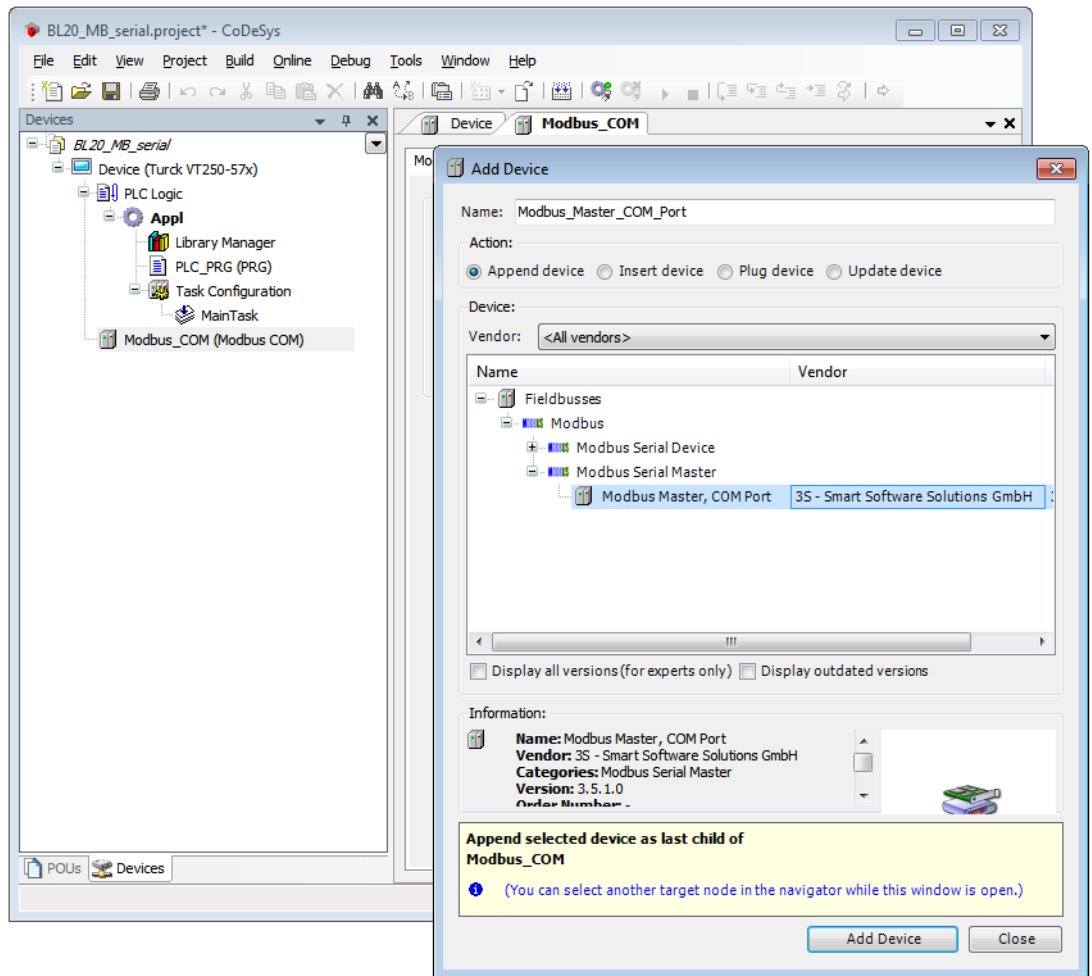 BL20_MB_serial.project* - CoDeSys
File Edit View Project Build Online Debug Tools Window Help
Devices
Device
Modbus_COM
BL20_MB_serial
Device (Turck VT250-57x)
PLC Logic
Appl
Library Manager
PLC_PRG (PRG)
Task Configuration
MainTask
Modbus_COM (Modbus COM)
POUs
Devices
Mo
Add Device
Name: Modbus_Master_COM_Port
Action:
Append device Insert device Plug device Update device
Device:
Vendor: <All vendors>
Name Vendor
Fieldbusses
Modbus
Modbus Serial Device
Modbus Serial Master
Modbus Master, COM Port 3S - Smart Software Solutions GmbH
Display all versions (for experts only) Display outdated versions
Information:
Name: Modbus Master, COM Port
Vendor: 3S - Smart Software Solutions GmbH
Categories: Modbus Serial Master
Version: 3.5.1.0
Order Number: -
Append selected device as last child of
Modbus_COM
(You can select another target node in the navigator while this window is open.)
Add Device Close